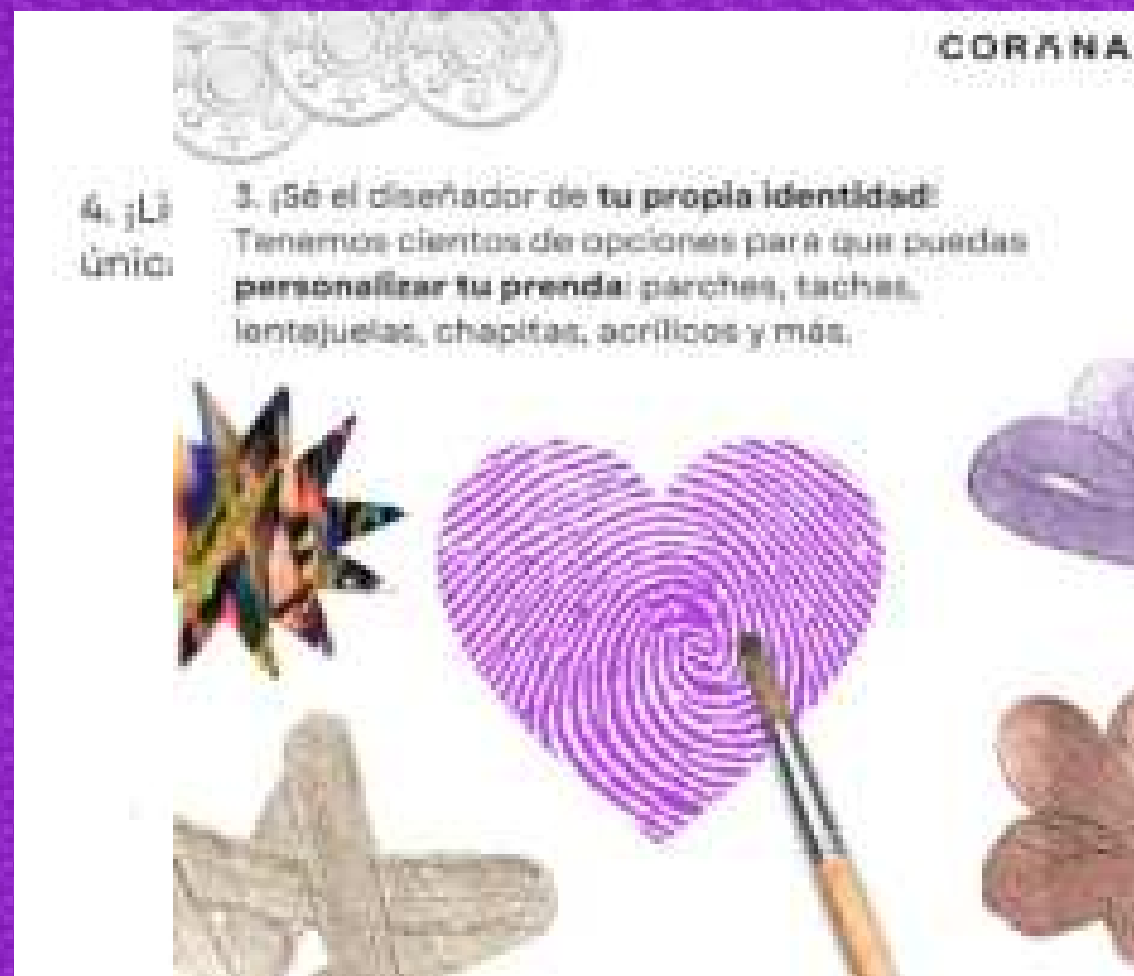 CORANA
4. ¡Li
única
3. ¡Sé el diseñador de tu propia identidad!
Tenemos cientos de opciones para que puedas
personalizar tu prenda: parches, tachas,
lentejuelas, chapitas, acrílicos y más.